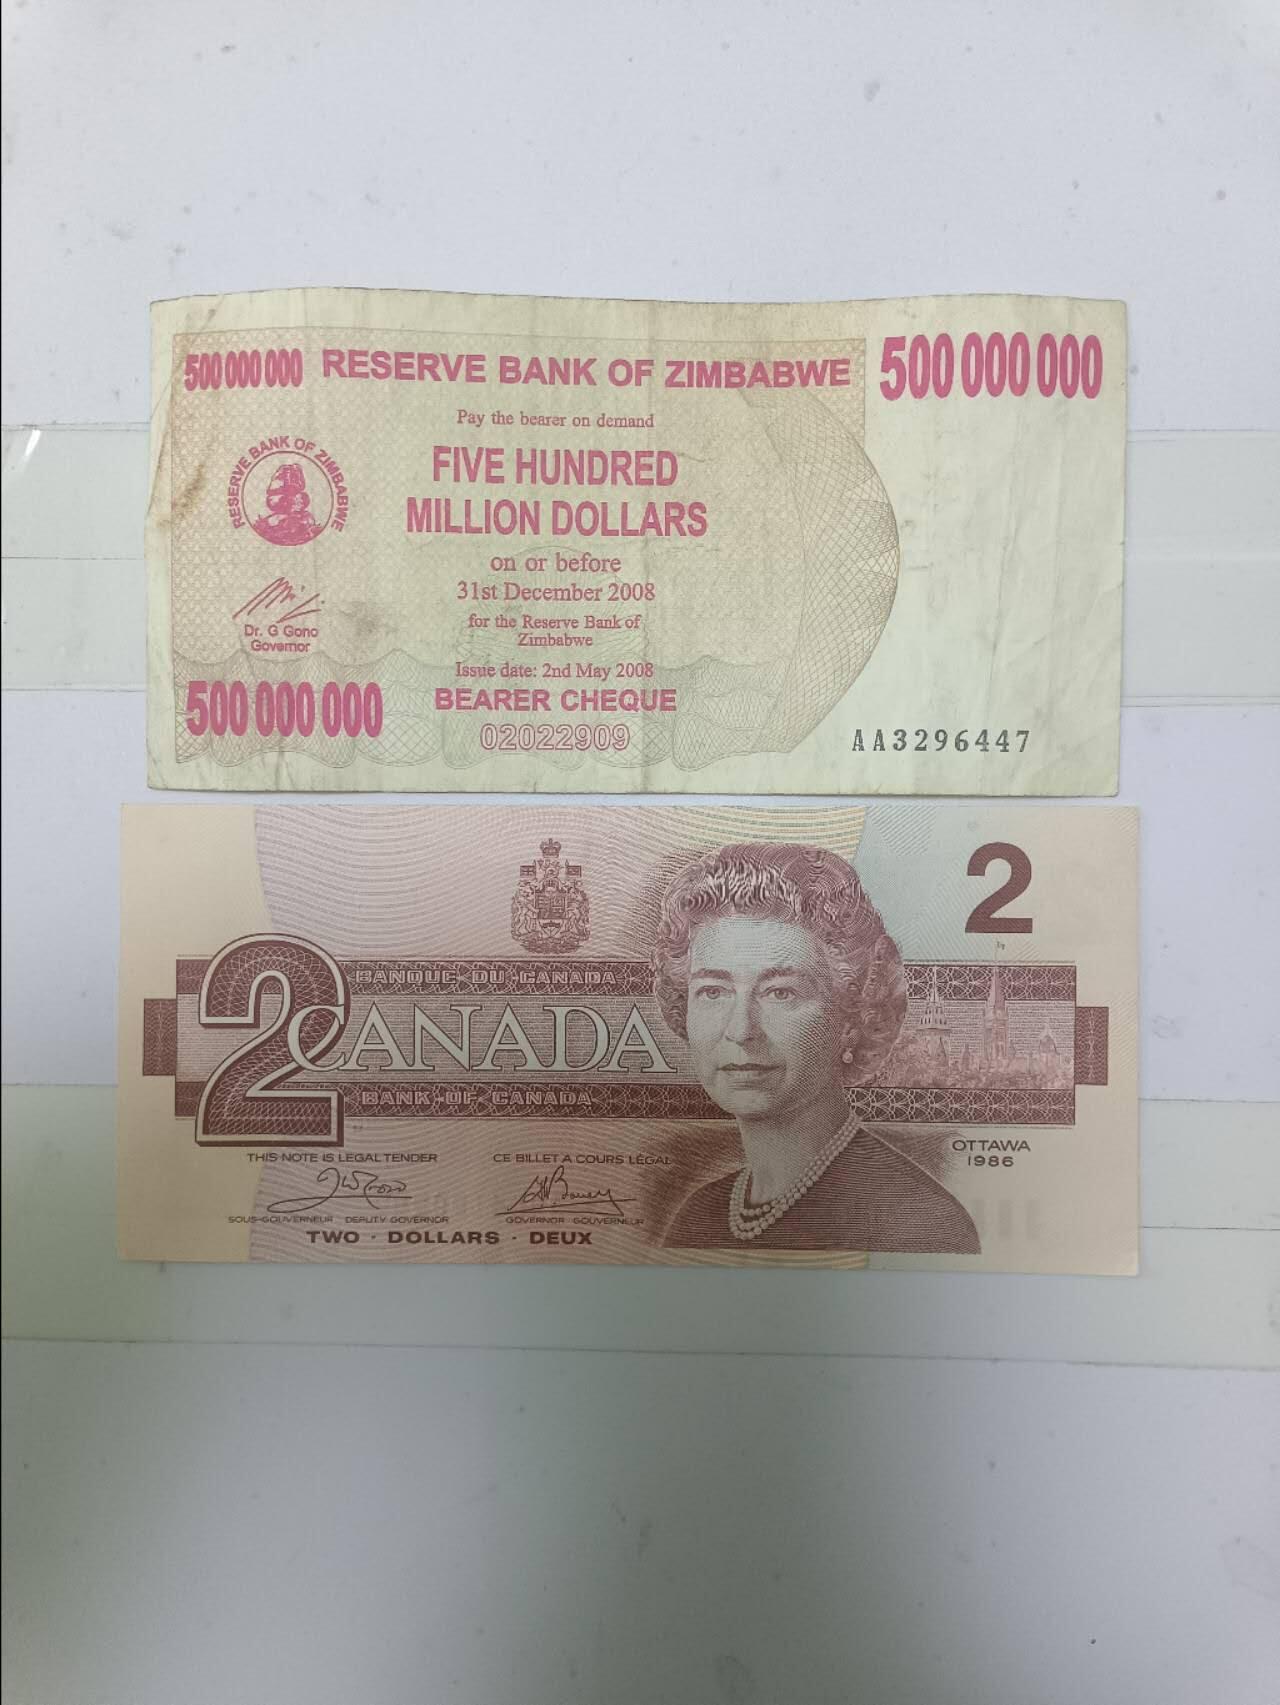 500 000 000 RESERVE BANK OF ZIMBABWE 500 000 000
Pay the bearer on demand
RESERVE BANK OF ZIMBABWE
FIVE HUNDRED
MILLION DOLLARS
on or before
31st December 2008
for the Reserve Bank of
Zimbabwe
Dr. G Gono
Governor
Issue date: 2nd May 2008
500 000 000
BEARER CHEQUE
02022909
AA3296447
2
BANQUE DU CANADA
2 CANADA
BANK OF CANADA
THIS NOTE IS LEGAL TENDER CE BILLET A COURS LÉGAL
OTTAWA
1986
SOUS-GOUVERNEUR DEPUTY GOVERNOR GOVERNOR GOUVERNEUR
TWO · DOLLARS · DEUX